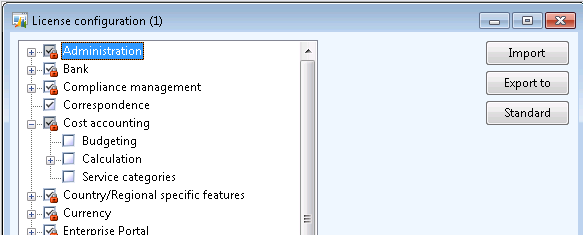 License configuration (1)
Administration
Bank
Compliance management
Correspondence
Cost accounting
Budgeting
Calculation
Service categories
Country/Regional specific features
Currency
Enterprise Portal
Import
Export to
Standard